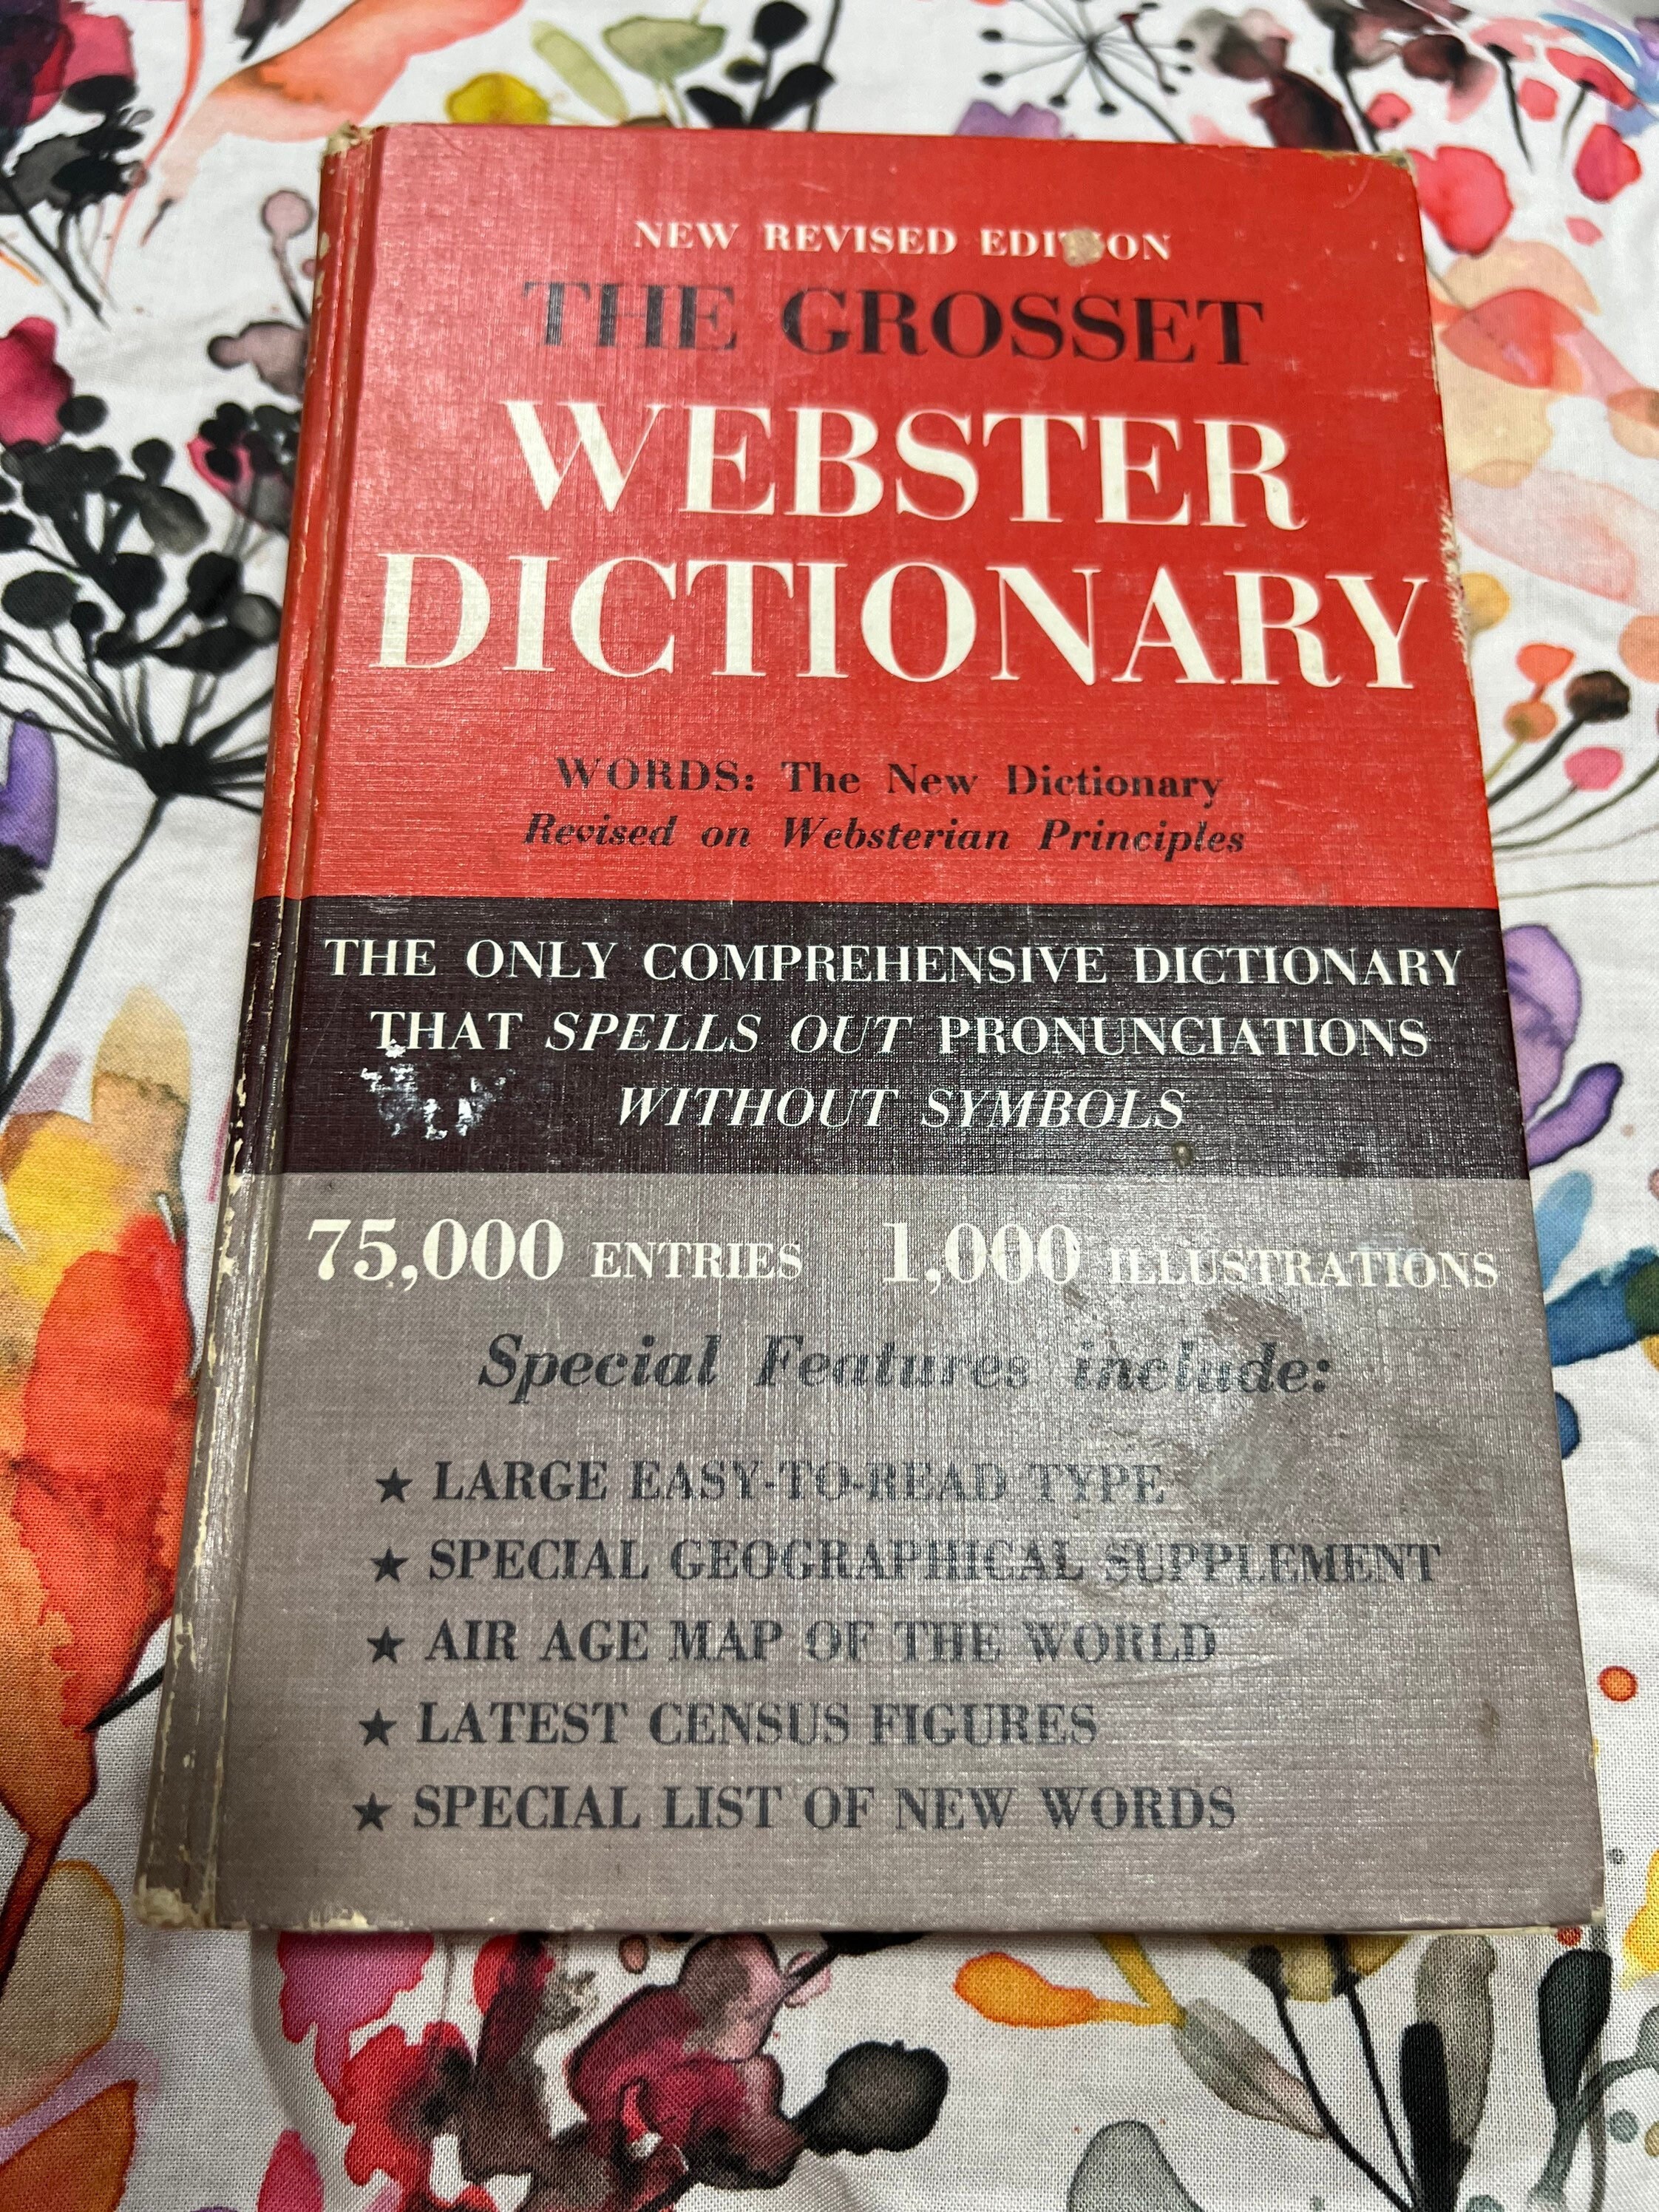 NEW REVISED EDITION
THE GROSSET
WEBSTER
DICTIONARY
WORDS: The New Dictionary
Revised on Websterian Principles
THE ONLY COMPREHENSIVE DICTIONARY
THAT SPELLS OUT PRONUNCIATIONS
WITHOUT SYMBOLS
75,000 ENTRIES 1,000 ILLUSTRATIONS
Special Features include:
★ LARGE EASY-TO-READ TYPE
★ SPECIAL GEOGRAPHICAL SUPPLEMENT
★ AIR AGE MAP OF THE WORLD
★ LATEST CENSUS FIGURES
★ SPECIAL LIST OF NEW WORDS